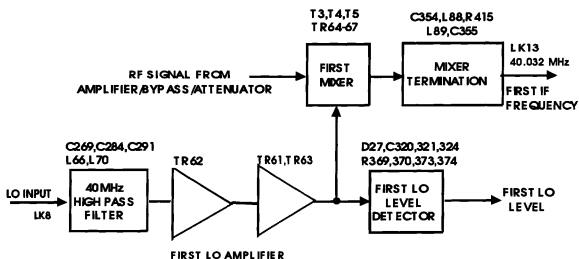 T3,T4,T5
TR64-67
C354,L88,R415
L89,C355
LK13
40.032 MHz
RF SIGNAL FROM
AMPLIFIER/BYPASS/ATTENUATOR
FIRST
MIXER
MIXER
TERMINATION
FIRST IF
FREQUENCY
C269,C284,C291
L66,L70
TR62
TR61,TR63
D27,C320,321,324
R369,370,373,374
LO INPUT
LK8
40MHz
HIGH PASS
FILTER
FIRST LO
LEVEL
DETECTOR
FIRST LO
LEVEL
FIRST LO AMPLIFIER